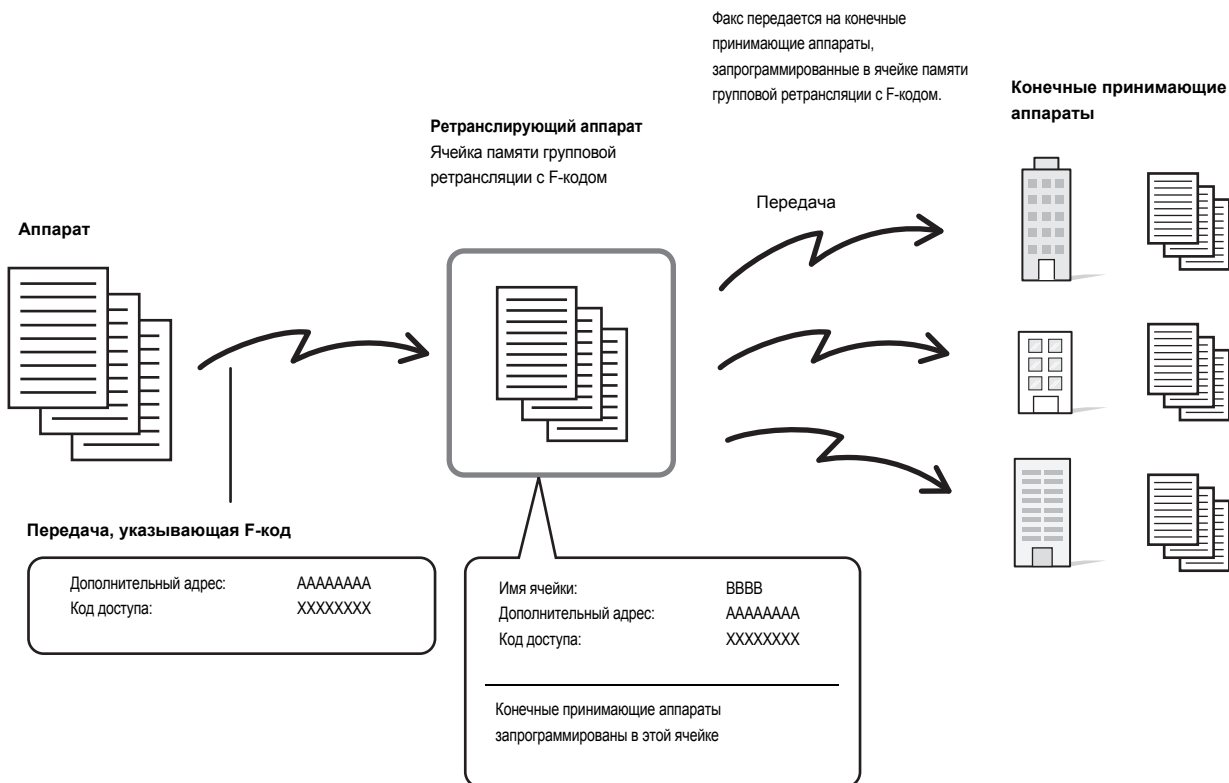 Факс передается на конечные
принимающие аппараты,
запрограммированные в ячейке памяти
групповой ретрансляции с F-кодом.
Конечные принимающие
аппараты
Ретранслирующий аппарат
Ячейка памяти групповой
ретрансляции с F-кодом
Передача
Аппарат
Передача, указывающая F-код
Дополнительный адрес: AAAAAAAA
Код доступа: XXXXXXXX
Имя ячейки: BBBB
Дополнительный адрес: AAAAAAAA
Код доступа: XXXXXXXX
Конечные принимающие аппараты
запрограммированы в этой ячейке